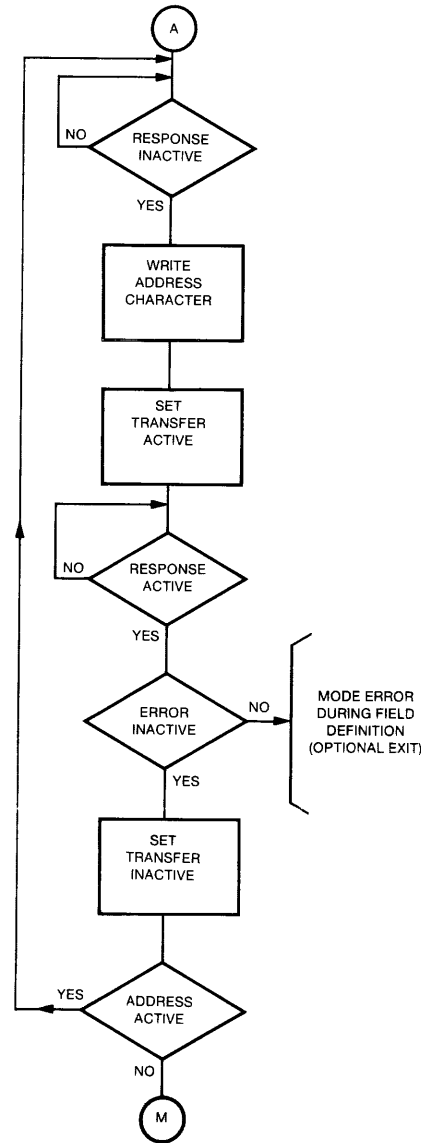 A
NO
RESPONSE
INACTIVE
YES
WRITE
ADDRESS
CHARACTER
SET
TRANSFER
ACTIVE
NO
RESPONSE
ACTIVE
YES
ERROR
INACTIVE
NO
MODE ERROR
DURING FIELD
DEFINITION
(OPTIONAL EXIT)
YES
SET
TRANSFER
INACTIVE
YES
ADDRESS
ACTIVE
NO
M